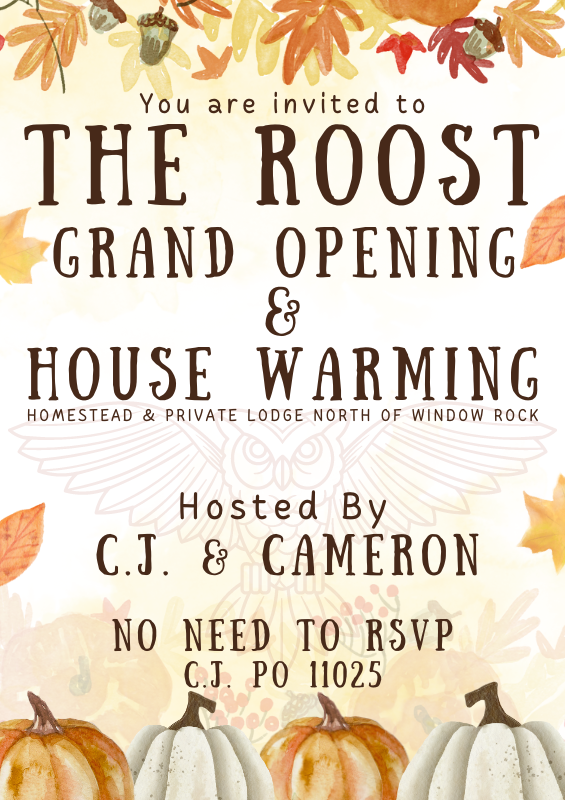 You are invited to
THE ROOST
GRAND OPENING
&
HOUSE WARMING
HOMESTEAD & PRIVATE LODGE NORTH OF WINDOW ROCK
Hosted By
C.J. & CAMERON
NO NEED TO RSVP
C.J. PO 11025